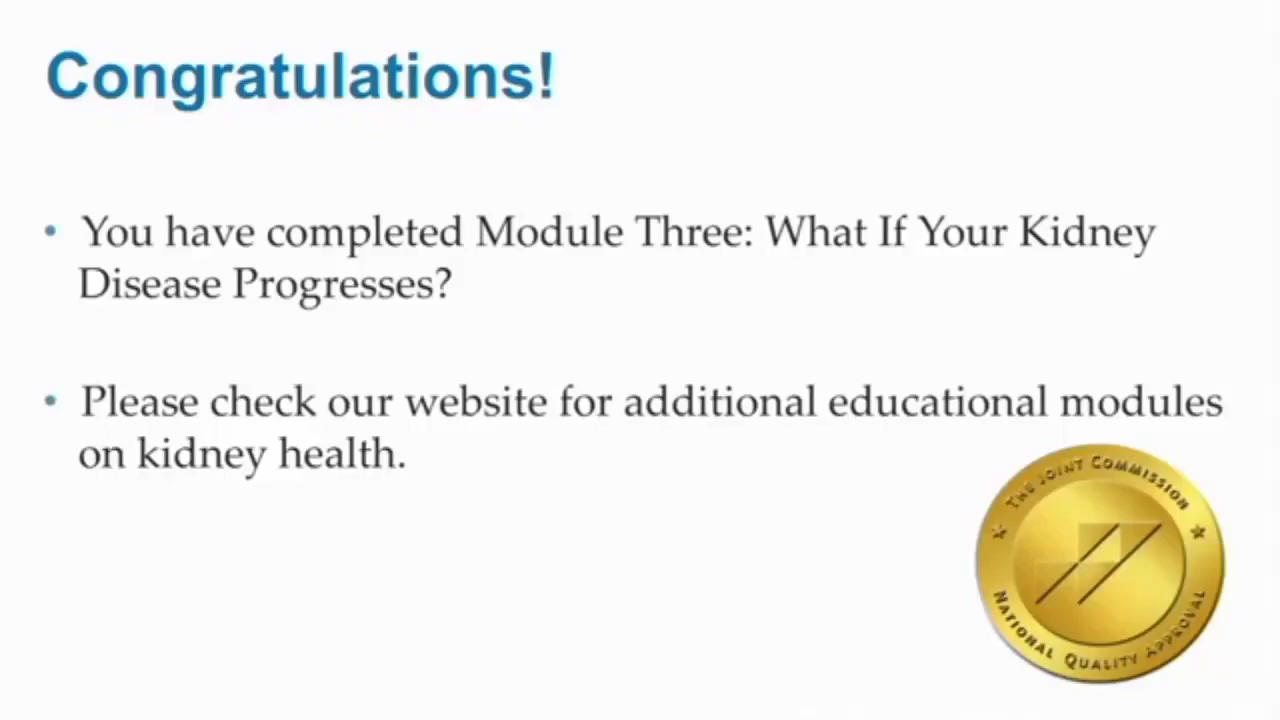 Congratulations!
• You have completed Module Three: What If Your Kidney
Disease Progresses?
• Please check our website for additional educational modules
on kidney health.
THE JOINT COMMISSION
NATIONAL QUALITY APPROVAL